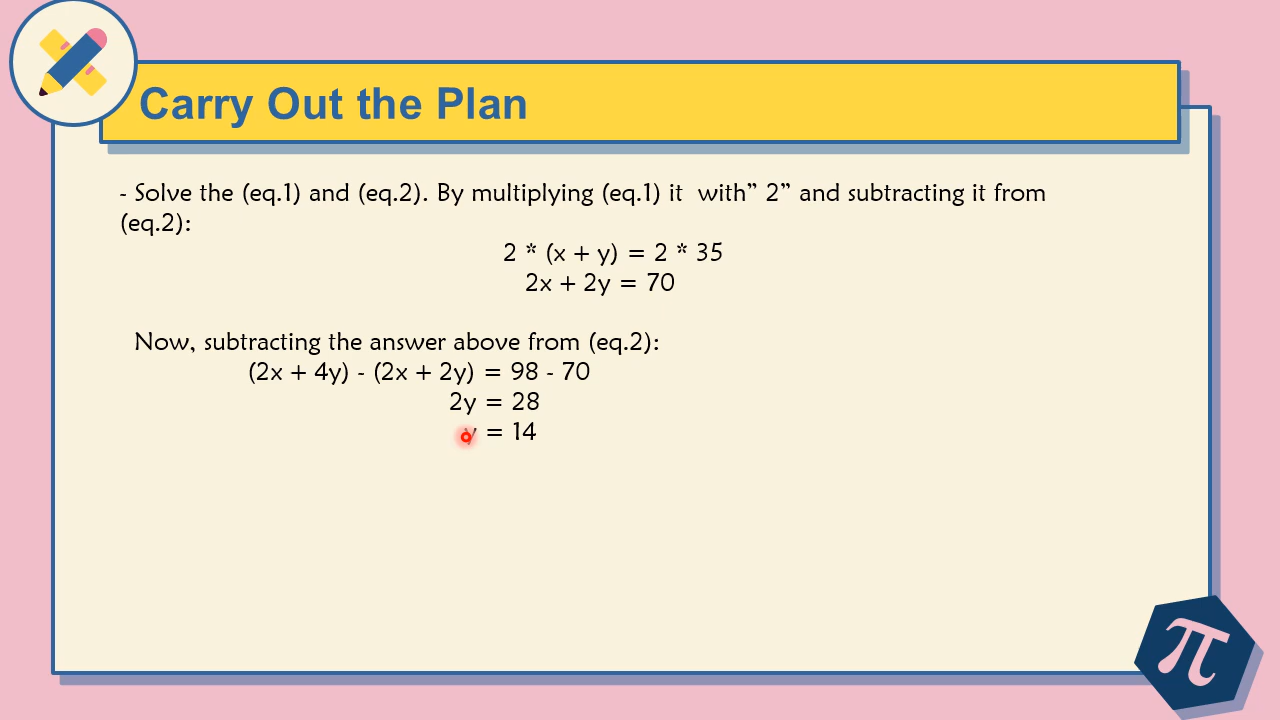 Carry Out the Plan
- Solve the (eq.1) and (eq.2). By multiplying (eq.1) it  with” 2” and subtracting it from
(eq.2):
2 * (x + y) = 2 * 35
2x + 2y = 70
Now, subtracting the answer above from (eq.2):
(2x + 4y) - (2x + 2y) = 98 - 70
2y = 28
y = 14
π